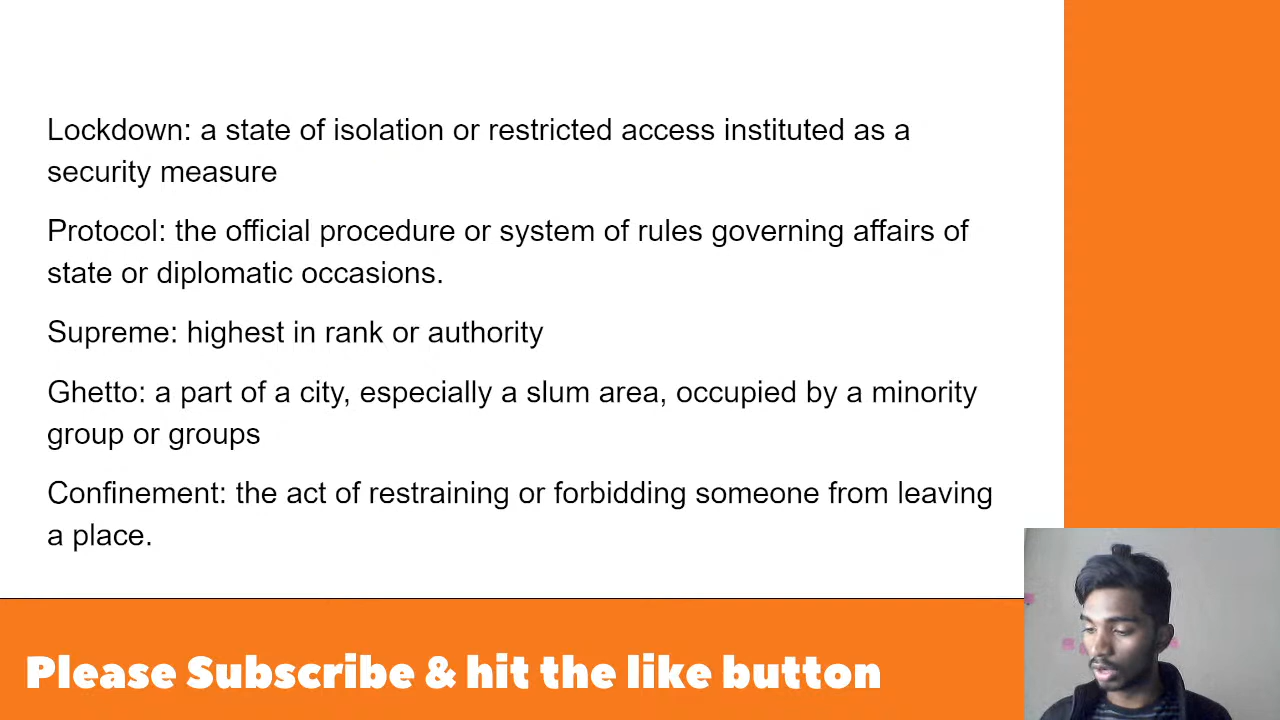 Lockdown: a state of isolation or restricted access instituted as a
security measure
Protocol: the official procedure or system of rules governing affairs of
state or diplomatic occasions.
Supreme: highest in rank or authority
Ghetto: a part of a city, especially a slum area, occupied by a minority
group or groups
Confinement: the act of restraining or forbidding someone from leaving
a place.
Please Subscribe & hit the like button